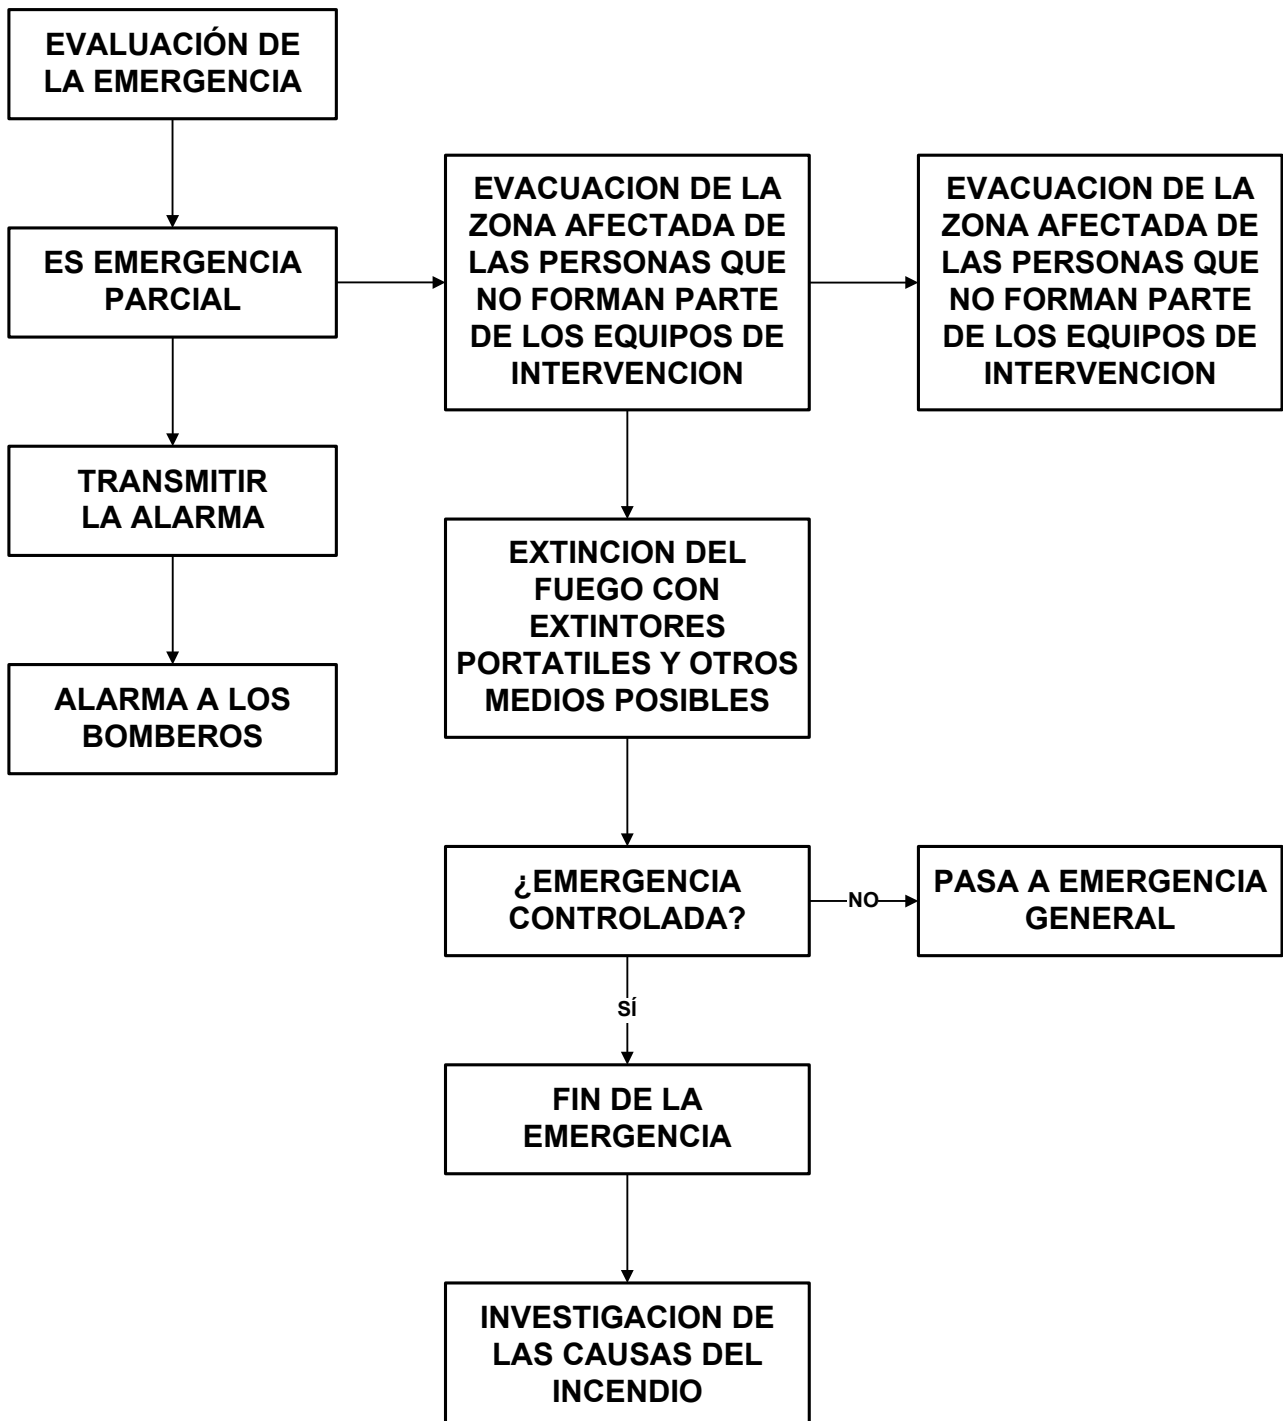 EVALUACIÓN DE
LA EMERGENCIA
ES EMERGENCIA
PARCIAL
TRANSMITIR
LA ALARMA
ALARMA A LOS
BOMBEROS
EVACUACION DE LA
ZONA AFECTADA DE
LAS PERSONAS QUE
NO FORMAN PARTE
DE LOS EQUIPOS DE
INTERVENCION
EVACUACION DE LA
ZONA AFECTADA DE
LAS PERSONAS QUE
NO FORMAN PARTE
DE LOS EQUIPOS DE
INTERVENCION
EXTINCION DEL
FUEGO CON
EXTINTORES
PORTATILES Y OTROS
MEDIOS POSIBLES
¿EMERGENCIA
CONTROLADA?
NO
PASA A EMERGENCIA
GENERAL
SÍ
FIN DE LA
EMERGENCIA
INVESTIGACION DE
LAS CAUSAS DEL
INCENDIO